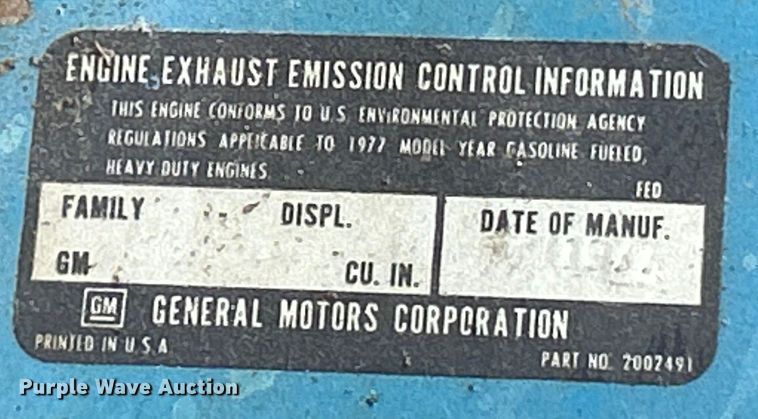 ENGINE EXHAUST EMISSION CONTROL INFORMATION
THIS ENGINE CONFORMS TO U.S. ENVIRONMENTAL PROTECTION AGENCY
REGULATIONS APPLICABLE TO 1977 MODEL YEAR GASOLINE FUELED,
HEAVY DUTY ENGINES
FED
FAMILY DISPL. DATE OF MANUF.
GM CU. IN.
GM GENERAL MOTORS CORPORATION
PRINTED IN U.S.A. PART NO. 2002491
Purple Wave Auction